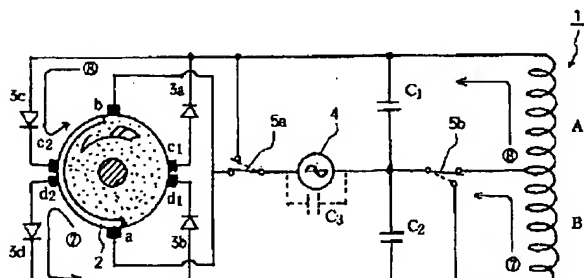 1
⑧
3c
b
3a
C₁
⑧
A
5a
4
5b
c₂
c₁
d₂
d₁
C₃
B
⑦
C₂
⑦
a
3d
2
3b